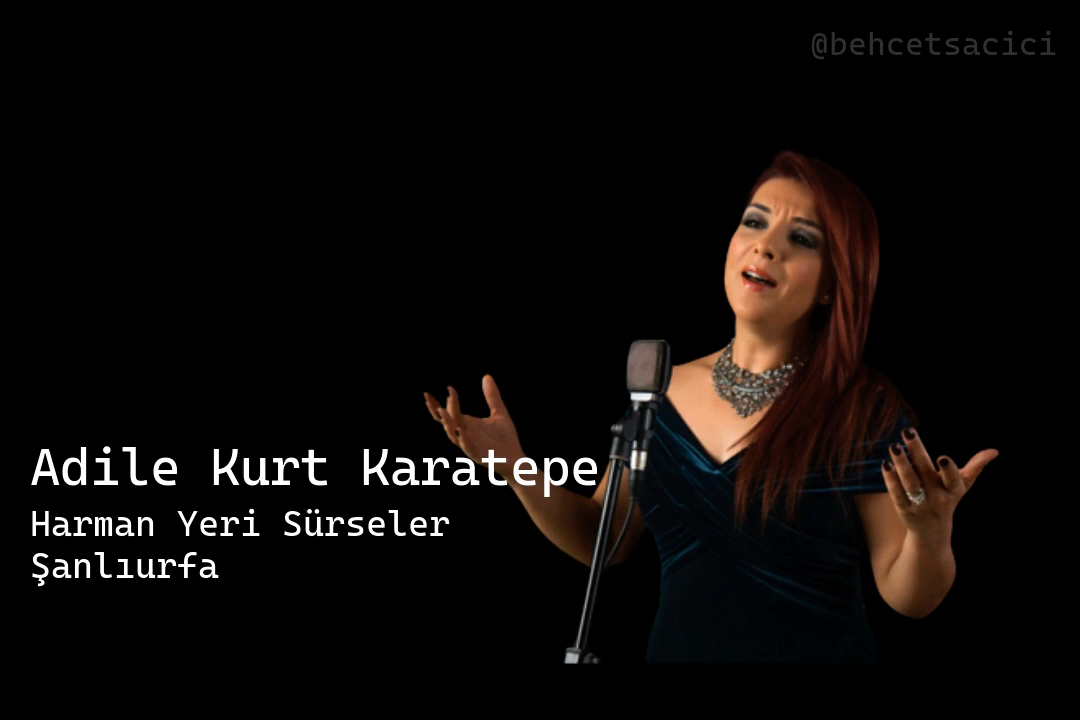 @behcetsacici
Adile Kurt Karatepe
Harman Yeri Sürseler
Şanlıurfa